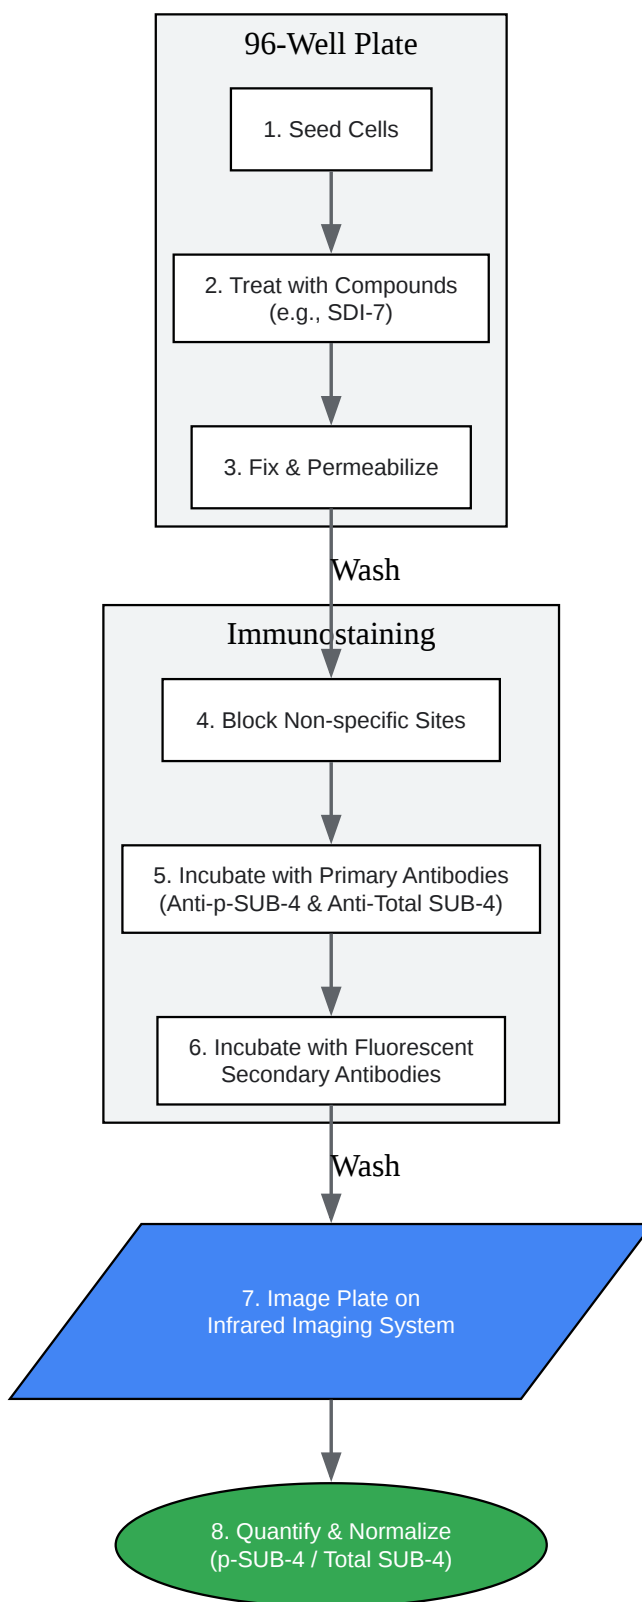 96-Well Plate
1. Seed Cells
2. Treat with Compounds
(e.g., SDI-7)
3. Fix & Permeabilize
Wash
Immunostaining
4. Block Non-specific Sites
5. Incubate with Primary Antibodies
(Anti-p-SUB-4 & Anti-Total SUB-4)
6. Incubate with Fluorescent
Secondary Antibodies
Wash
7. Image Plate on
Infrared Imaging System
8. Quantify & Normalize
(p-SUB-4 / Total SUB-4)